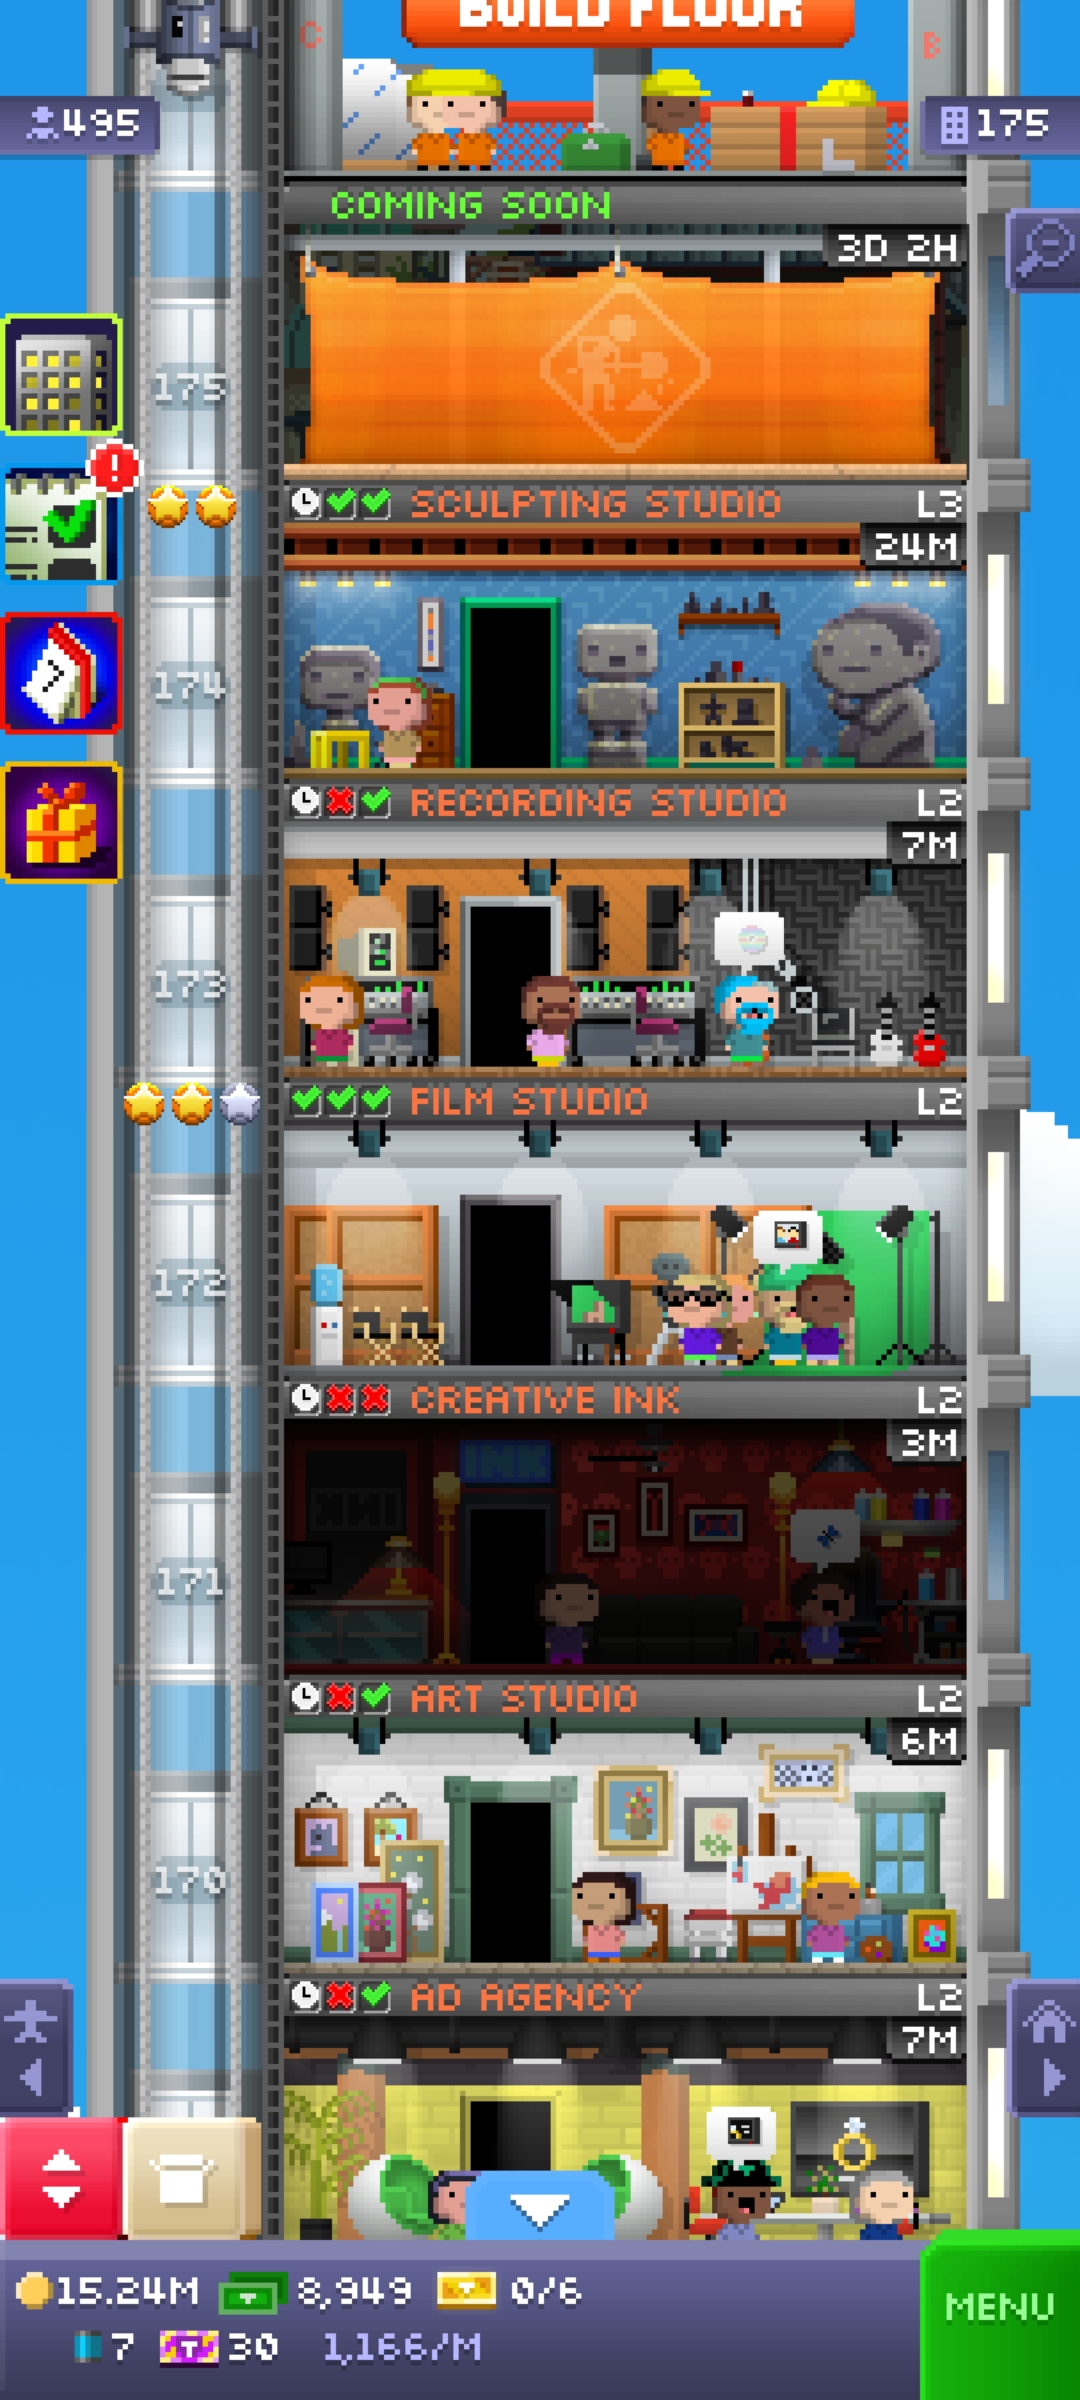 BUILD FLOOR
C
B
495
175
COMING SOON
3D 2H
175
SCULPTING STUDIO
L3
24M
174
RECORDING STUDIO
L2
7M
173
FILM STUDIO
L2
172
CREATIVE INK
L2
3M
INK
171
ART STUDIO
L2
6M
170
AD AGENCY
L2
7M
15.24M
8,949
0/6
MENU
7
T
30
1,166/M